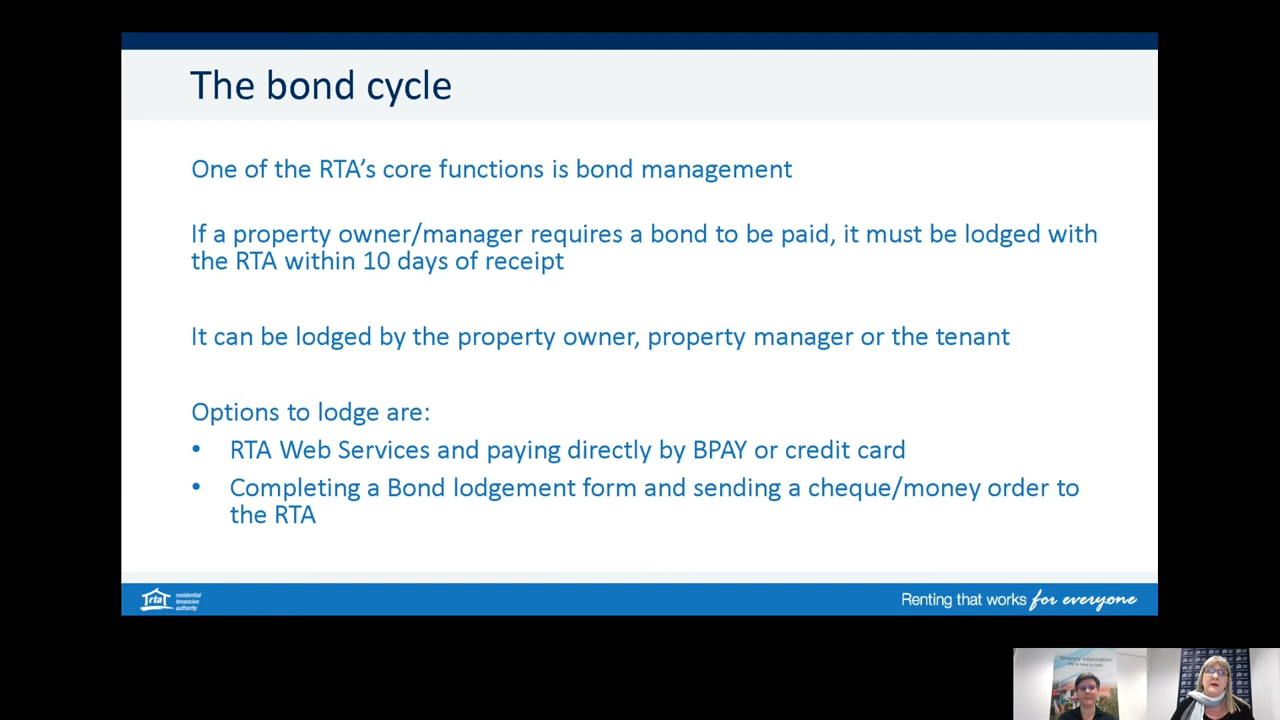 The bond cycle
One of the RTA's core functions is bond management
If a property owner/manager requires a bond to be paid, it must be lodged with
the RTA within 10 days of receipt
It can be lodged by the property owner, property manager or the tenant
Options to lodge are:
• RTA Web Services and paying directly by BPAY or credit card
• Completing a Bond lodgement form and sending a cheque/money order to
the RTA
rta
residential
tenancies
authority
Renting that works for everyone
Tenancy information